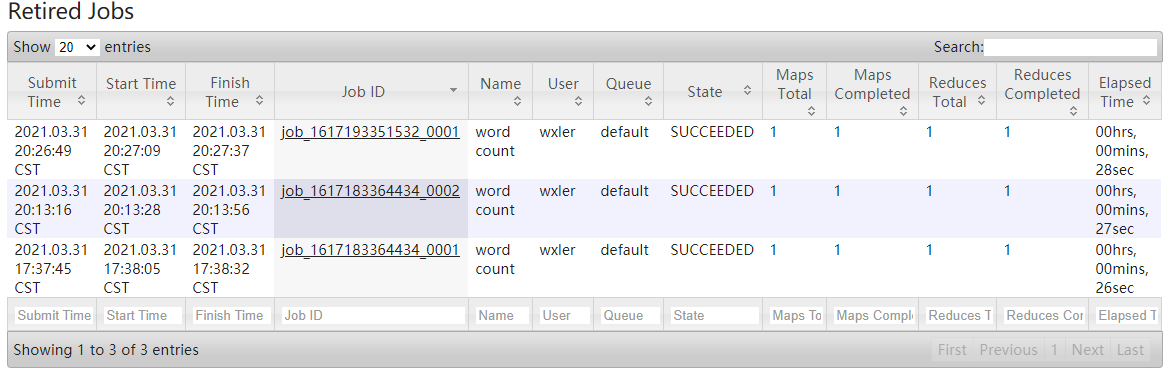 Retired Jobs
Show 20 entries Search:
Submit Time Start Time Finish Time Job ID Name User Queue State Maps Total Maps Completed Reduces Total Reduces Completed Elapsed Time
2021.03.31 20:26:49 CST 2021.03.31 20:27:09 CST 2021.03.31 20:27:37 CST job_1617193351532_0001 word count wxler default SUCCEEDED 1 1 1 1 00hrs, 00mins, 28sec
2021.03.31 20:13:16 CST 2021.03.31 20:13:28 CST 2021.03.31 20:13:56 CST job_1617183364434_0002 word count wxler default SUCCEEDED 1 1 1 1 00hrs, 00mins, 27sec
2021.03.31 17:37:45 CST 2021.03.31 17:38:05 CST 2021.03.31 17:38:32 CST job_1617183364434_0001 word count wxler default SUCCEEDED 1 1 1 1 00hrs, 00mins, 26sec
Submit Time Start Time Finish Time Job ID Name User Queue State Maps To Maps Compl Reduces T Reduces Cor Elapsed T
Showing 1 to 3 of 3 entries First Previous 1 Next Last